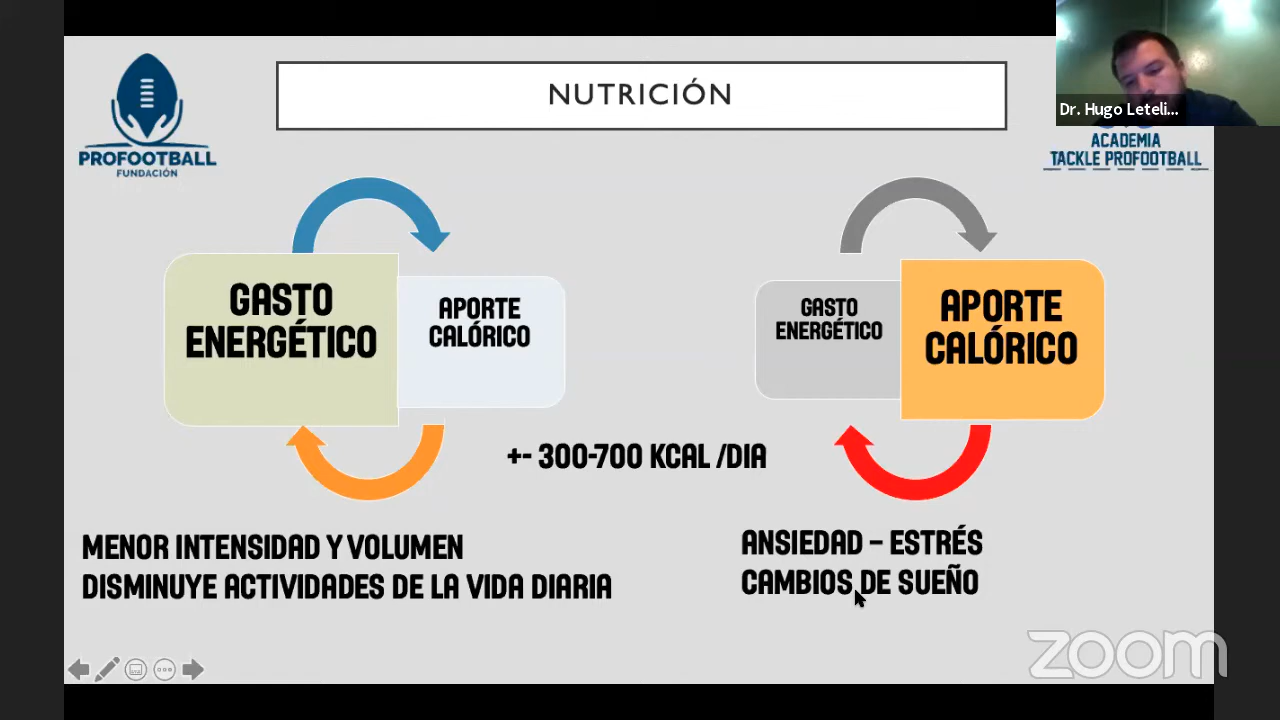 NUTRICIÓN
Dr. Hugo Leteli...
PROFOOTBALL
FUNDACIÓN
ACADEMIA
TACKLE PROFOOTBALL
GASTO
ENERGÉTICO
APORTE
CALÓRICO
GASTO
ENERGÉTICO
APORTE
CALÓRICO
+- 300-700 KCAL /DIA
MENOR INTENSIDAD Y VOLUMEN
DISMINUYE ACTIVIDADES DE LA VIDA DIARIA
ANSIEDAD – ESTRÉS
CAMBIOS DE SUEÑO
zoom